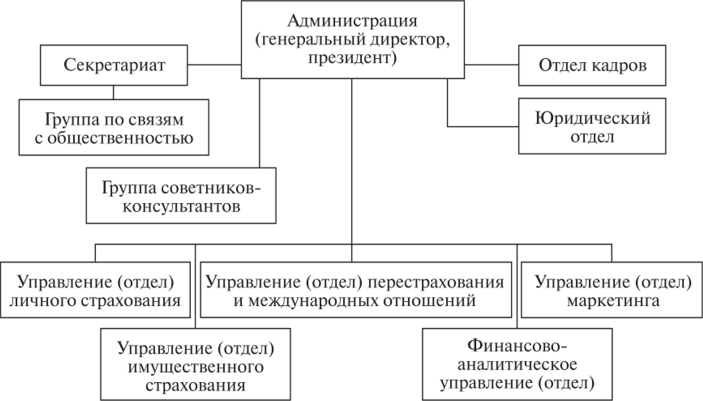 Администрация
(генеральный директор,
президент)
Секретариат
Отдел кадров
Группа по связям
с общественностью
Юридический
отдел
Группа советников-
консультантов
Управление (отдел)
личного страхования
Управление (отдел) перестрахования
и международных отношений
Управление (отдел)
маркетинга
Управление (отдел)
имущественного
страхования
Финансово-
аналитическое
управление (отдел)